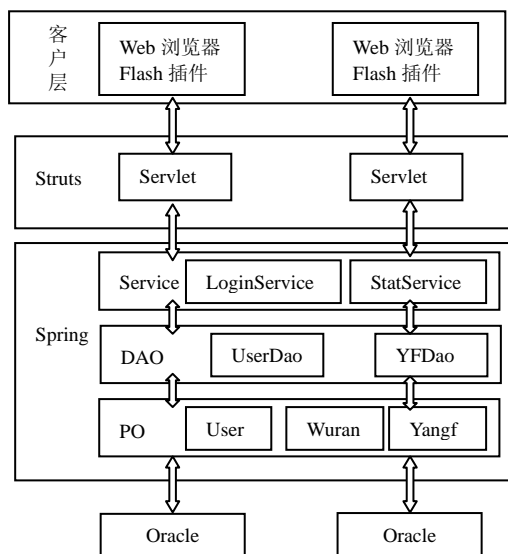 客户层
Web 浏览器
Flash 插件
Web 浏览器
Flash 插件
Struts
Servlet
Servlet
Spring
Service
LoginService
StatService
DAO
UserDao
YFDao
PO
User
Wuran
Yangf
Oracle
Oracle